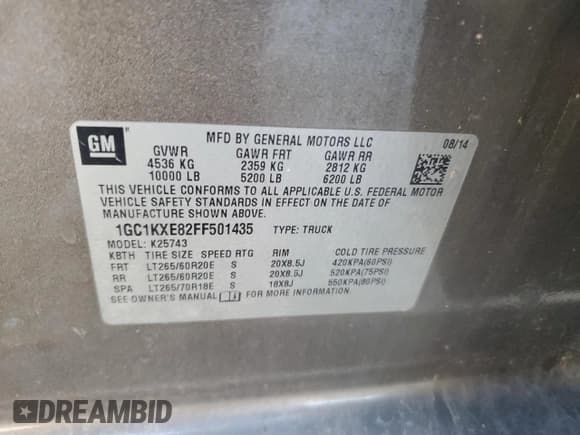 GM
MFD BY GENERAL MOTORS LLC
08/14
GVWR GAWR FRT GAWR RR
4536 KG 2359 KG 2812 KG
10000 LB 5200 LB 6200 LB
THIS VEHICLE CONFORMS TO ALL APPLICABLE U.S. FEDERAL MOTOR
VEHICLE SAFETY STANDARDS IN EFFECT ON THE DATE OF
MANUFACTURE SHOWN ABOVE.
1GC1KXE82FF501435 TYPE: TRUCK
MODEL: K25743
KBTH TIRE SIZE SPEED RTG RIM COLD TIRE PRESSURE
FRT LT265/60R20E S 20X8.5J 420KPA(60PSI)
RR LT265/60R20E S 20X8.5J 520KPA(75PSI)
SPA LT265/70R18E S 18X8J 550KPA(80PSI)
SEE OWNER'S MANUAL FOR MORE INFORMATION.
DREAMBID